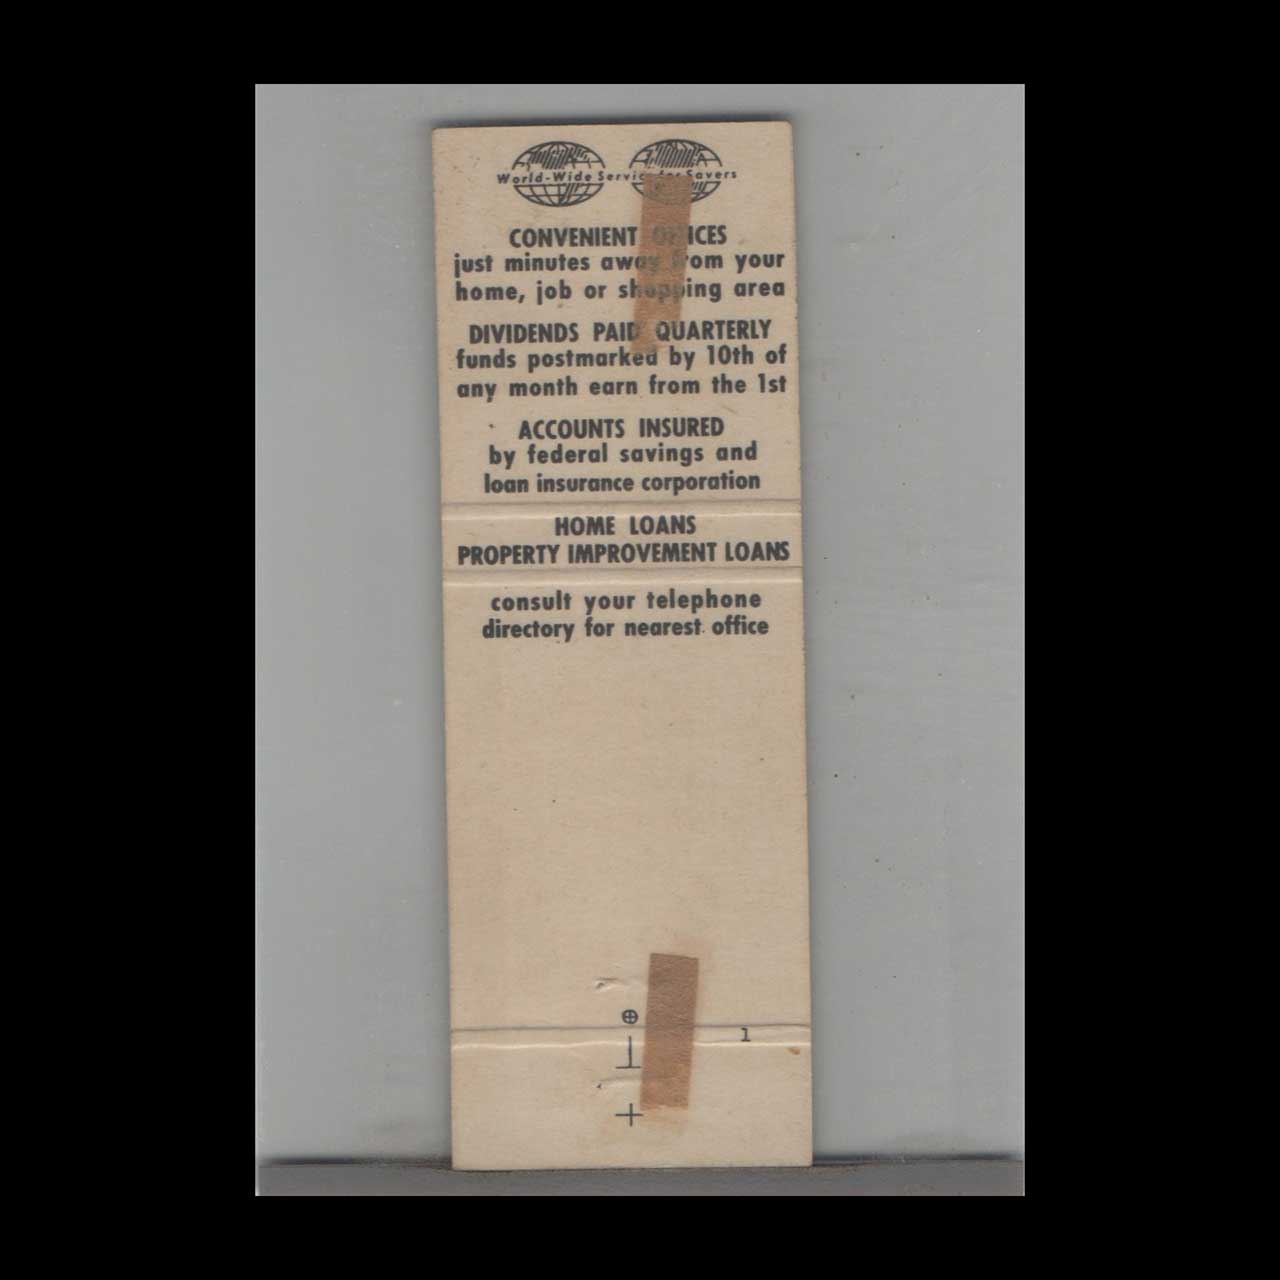 World-Wide Service for Savers
CONVENIENT OFFICES
just minutes away from your
home, job or shopping area
DIVIDENDS PAID QUARTERLY
funds postmarked by 10th of
any month earn from the 1st
ACCOUNTS INSURED
by federal savings and
loan insurance corporation
HOME LOANS
PROPERTY IMPROVEMENT LOANS
consult your telephone
directory for nearest office
1